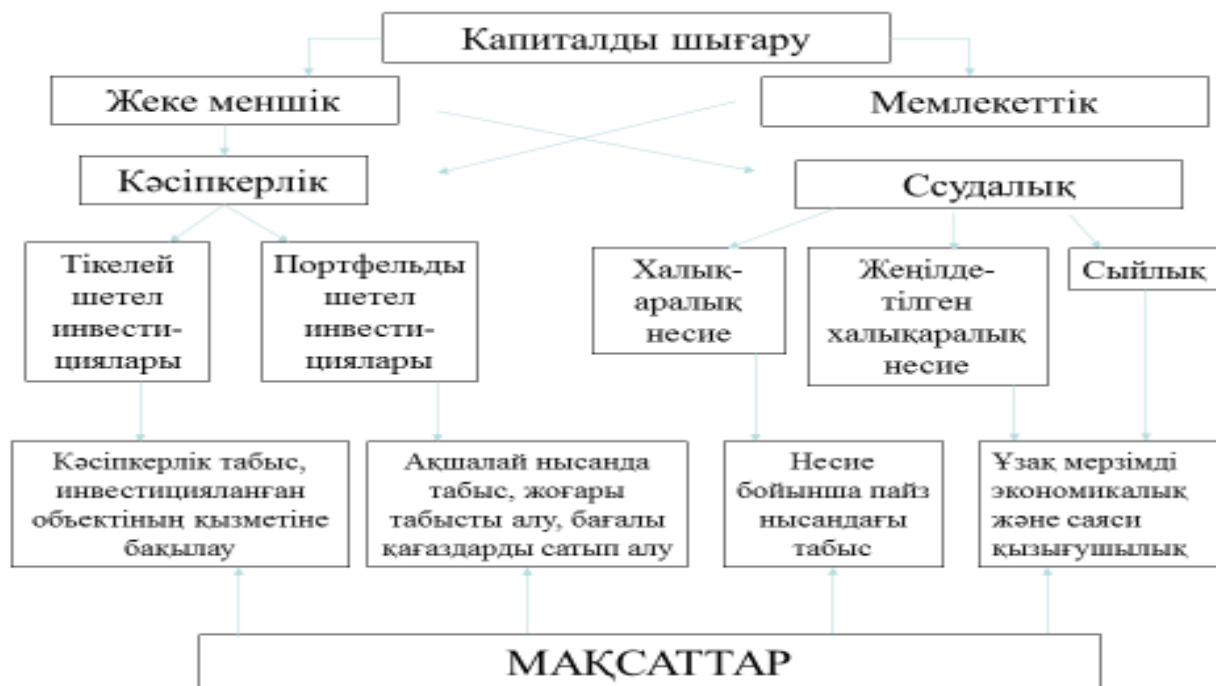 Капиталды шығару
Жеке меншік
Мемлекеттік
Кәсіпкерлік
Ссудалық
Тікелей
шетел
инвести-
циялары
Портфельды
шетел
инвести-
циялары
Халық-
аралық
несие
Жеңілде-
тілген
халықаралық
несие
Сыйлық
Кәсіпкерлік табыс,
инвестицияланған
объектінің қызметіне
бақылау
Ақшалай нысанда
табыс, жоғары
табысты алу, бағалы
қағаздарды сатып алу
Несие
бойынша пайз
нысандағы
табыс
Ұзақ мерзімді
экономикалық
және саяси
қызығушылық
МАҚСАТТАР